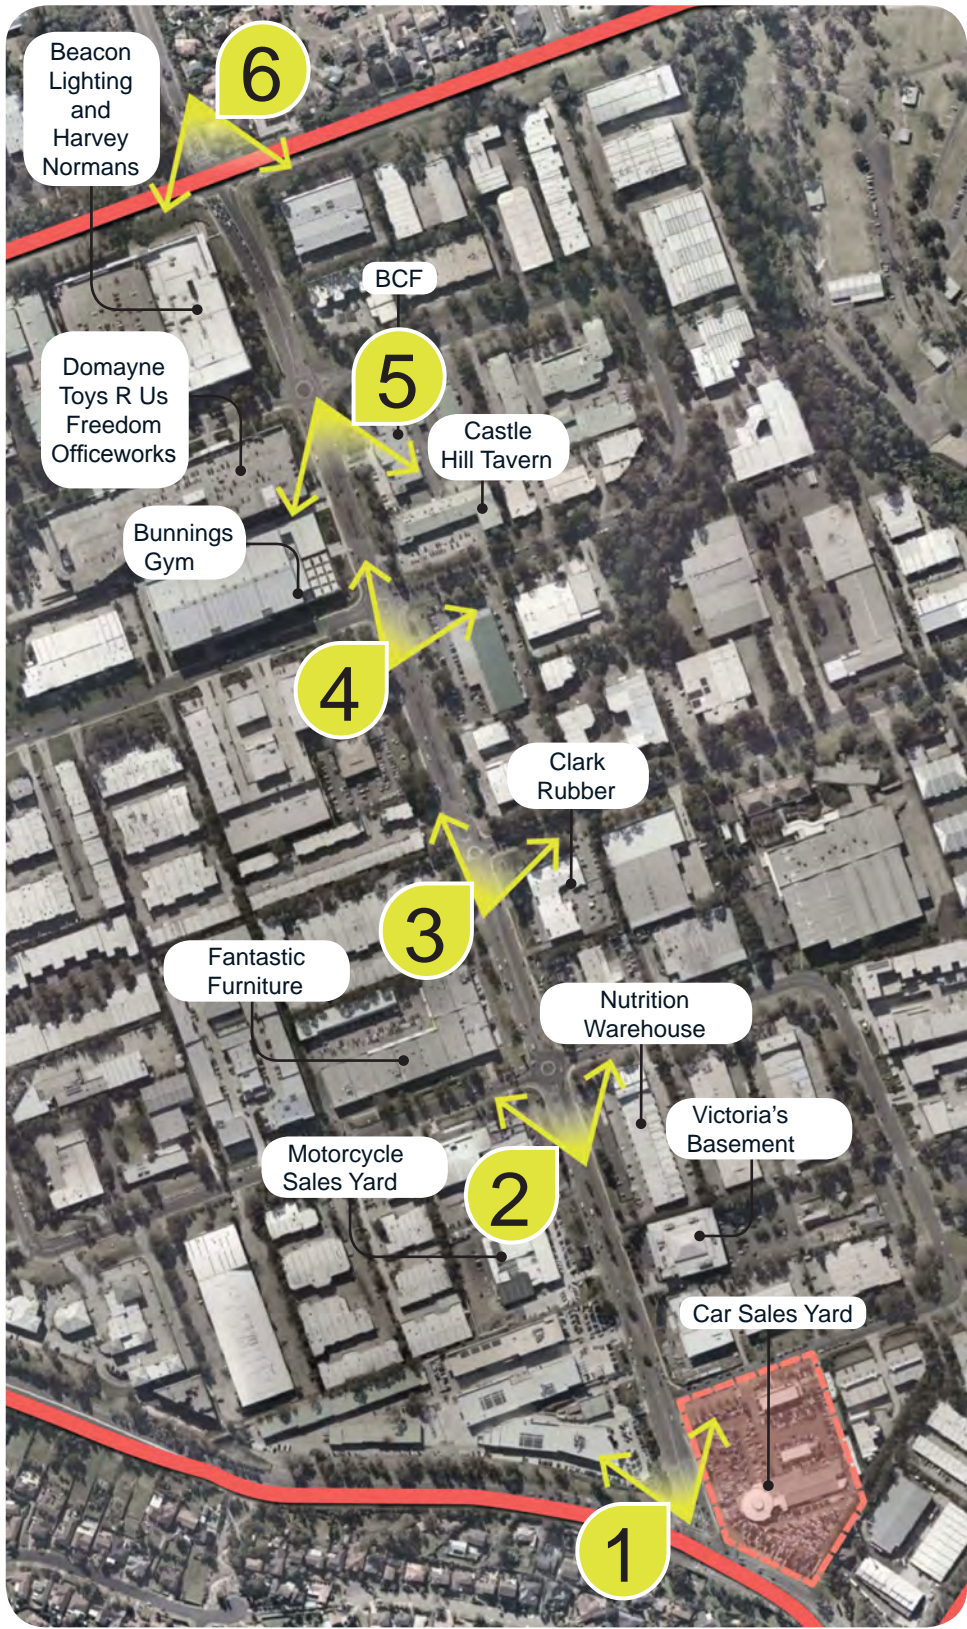 Beacon
Lighting
and
Harvey
Normans
6
BCF
Domayne
Toys R Us
Freedom
Officeworks
5
Castle
Hill Tavern
Bunnings
Gym
4
Clark
Rubber
3
Fantastic
Furniture
Nutrition
Warehouse
Victoria’s
Basement
Motorcycle
Sales Yard
2
Car Sales Yard
1